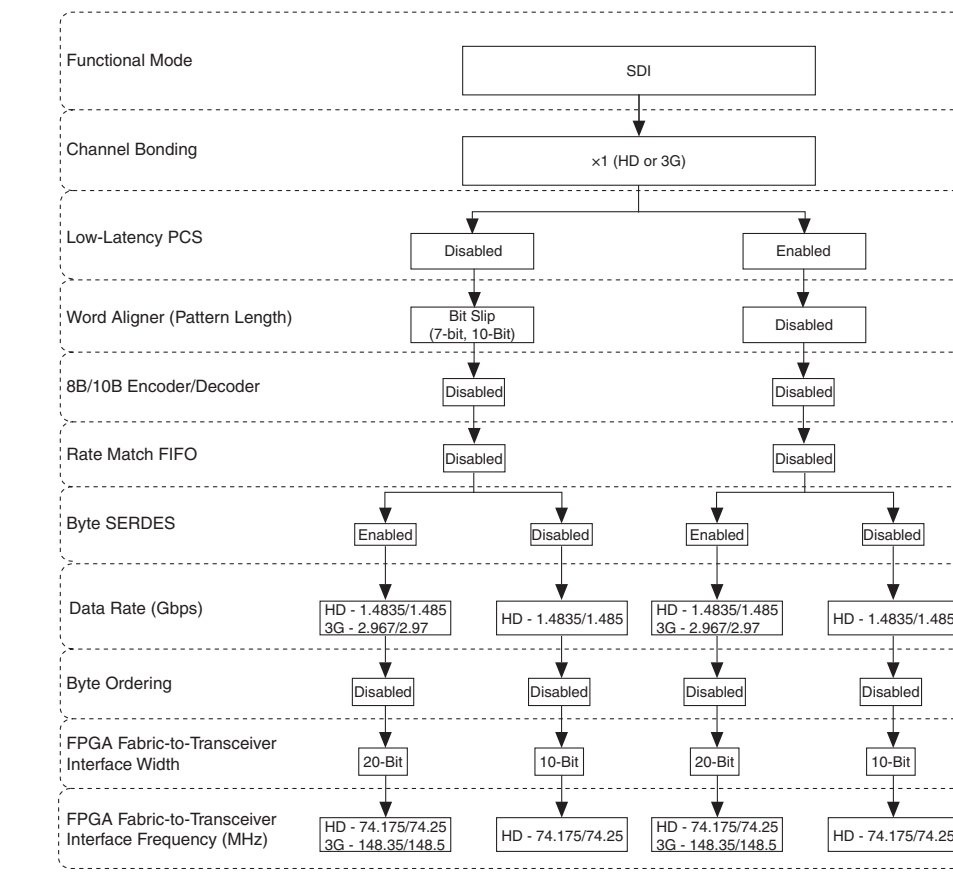 Functional Mode
SDI
Channel Bonding
×1 (HD or 3G)
Low-Latency PCS
Disabled
Enabled
Word Aligner (Pattern Length)
Bit Slip
(7-bit, 10-Bit)
Disabled
8B/10B Encoder/Decoder
Disabled
Disabled
Rate Match FIFO
Disabled
Disabled
Byte SERDES
Enabled
Disabled
Enabled
Disabled
Data Rate (Gbps)
HD - 1.4835/1.485
3G - 2.967/2.97
HD - 1.4835/1.485
HD - 1.4835/1.485
3G - 2.967/2.97
HD - 1.4835/1.485
Byte Ordering
Disabled
Disabled
Disabled
Disabled
FPGA Fabric-to-Transceiver
Interface Width
20-Bit
10-Bit
20-Bit
10-Bit
FPGA Fabric-to-Transceiver
Interface Frequency (MHz)
HD - 74.175/74.25
3G - 148.35/148.5
HD - 74.175/74.25
HD - 74.175/74.25
3G - 148.35/148.5
HD - 74.175/74.25